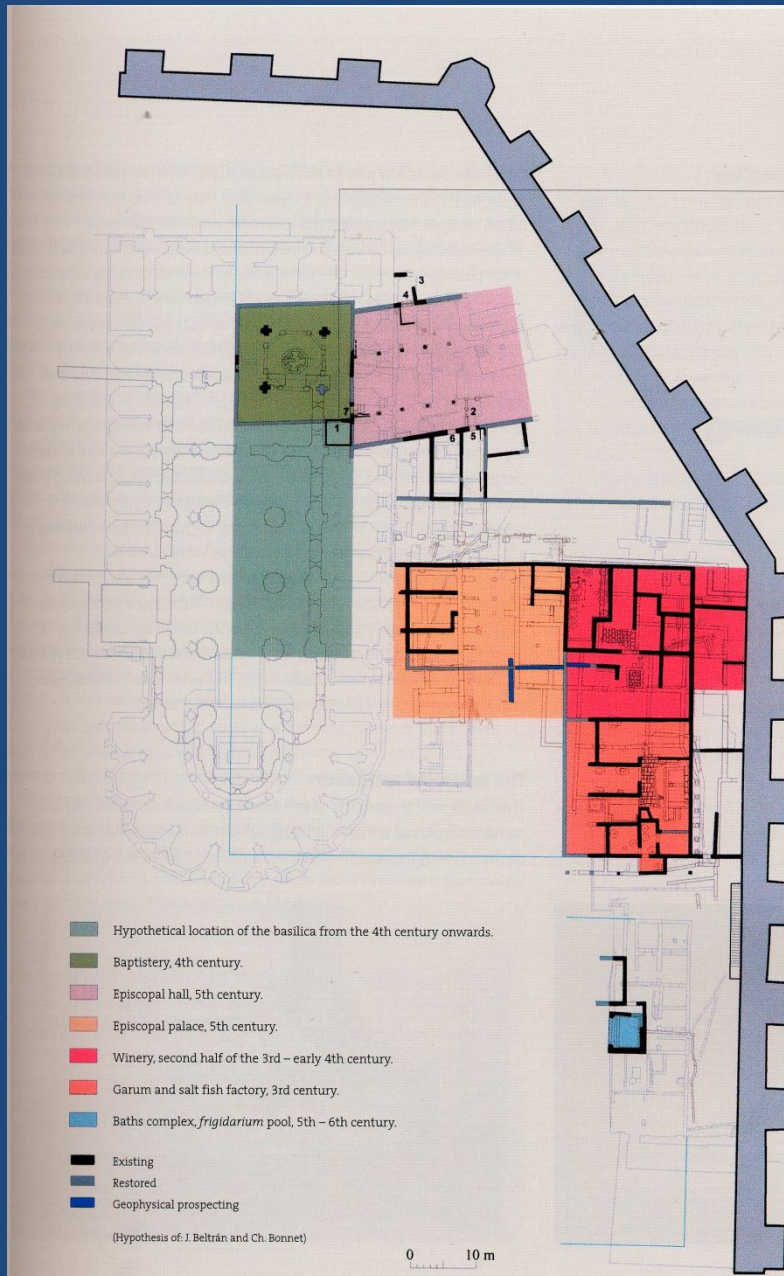 3
4
7
1
2
6
5
Hypothetical location of the basilica from the 4th century onwards.
Baptistery, 4th century.
Episcopal hall, 5th century.
Episcopal palace, 5th century.
Winery, second half of the 3rd – early 4th century.
Garum and salt fish factory, 3rd century.
Baths complex, frigidarium pool, 5th – 6th century.
Existing
Restored
Geophysical prospecting
(Hypothesis of: J. Beltrán and Ch. Bonnet)
0 10 m